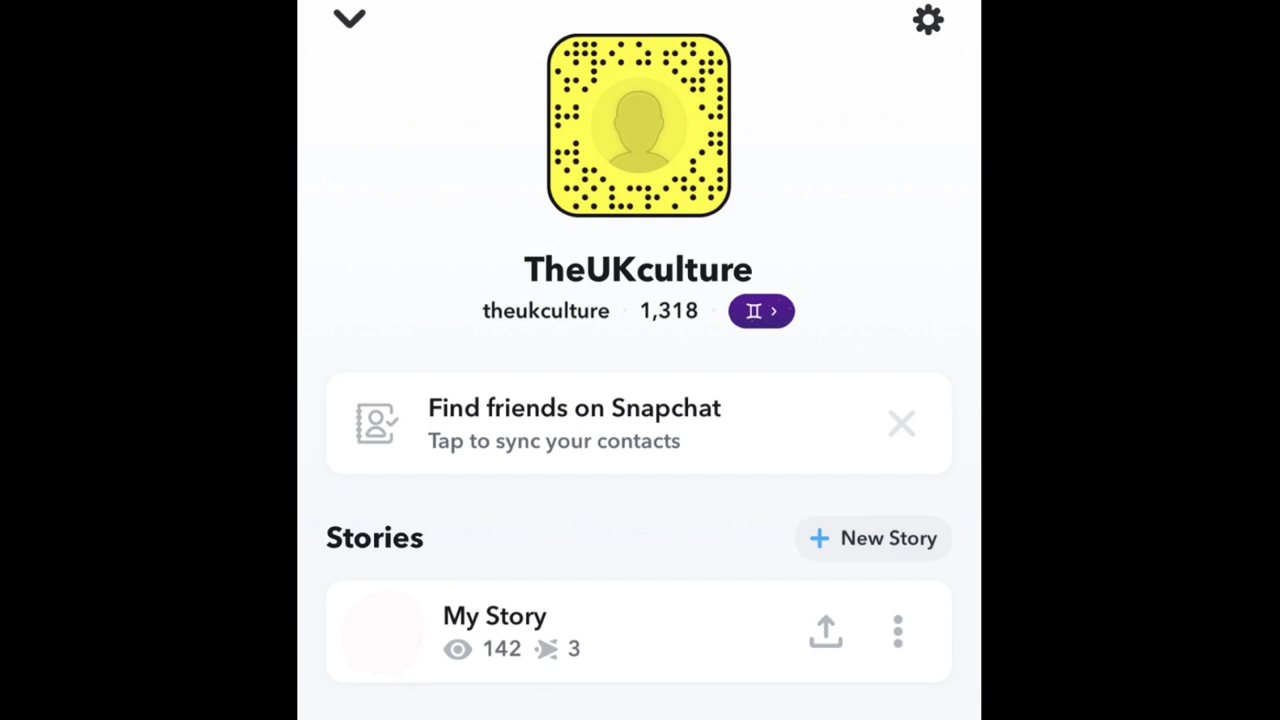 TheUKculture
theukculture 1,318 ♊ ›
Find friends on Snapchat
Tap to sync your contacts
Stories
+ New Story
My Story
142 3